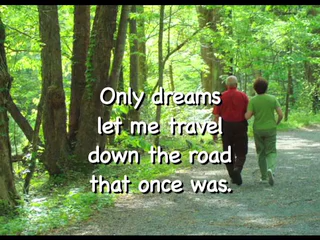 Only dreams
let me travel
down the road
that once was.